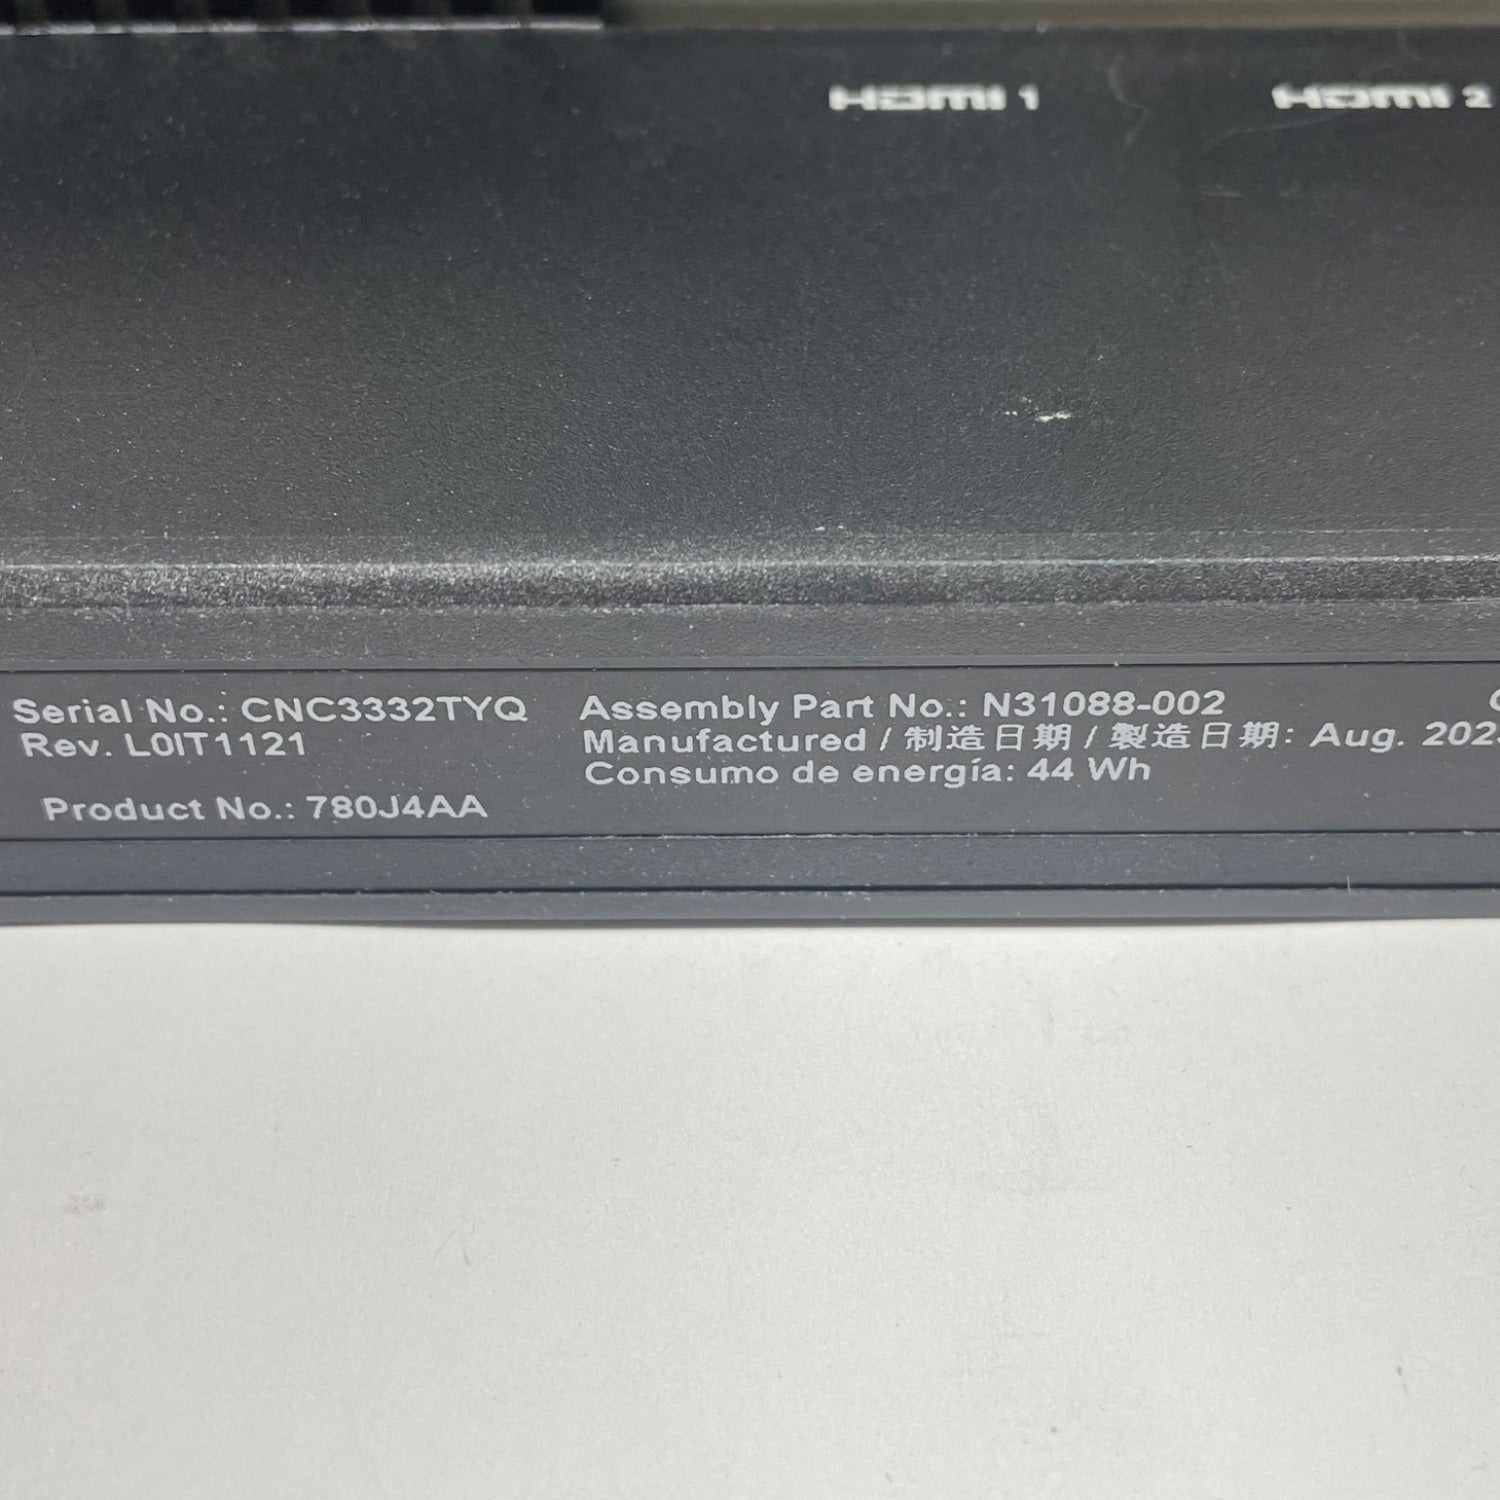 HDMI 1
HDMI 2
Serial No.: CNC3332TYQ
Rev. L0IT1121
Product No.: 780J4AA
Assembly Part No.: N31088-002
Manufactured / 制造日期 / 製造日期: Aug.
Consumo de energía: 44 Wh